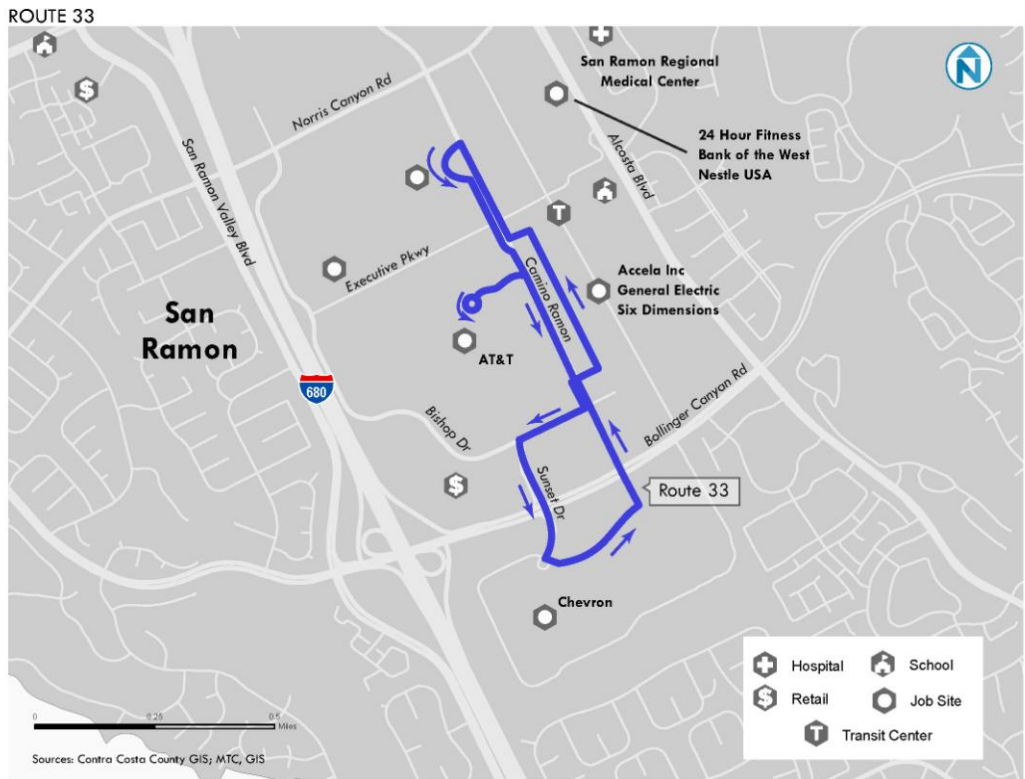 ROUTE 33
N
San Ramon Regional
Medical Center
Norris Canyon Rd
24 Hour Fitness
Bank of the West
Nestle USA
Alcosta Blvd
San Ramon Valley Blvd
S
T
Executive Pkwy
Camino Ramon
Accela Inc
General Electric
Six Dimensions
San
Ramon
AT&T
680
Bishop Dr
Bollinger Canyan Rd
S
Sunset Dr
Route 33
Chevron
Hospital
School
S
Retail
Job Site
T
Transit Center
0 0.25 0.5
Miles
Sources: Contra Costa County GIS; MTC, GIS